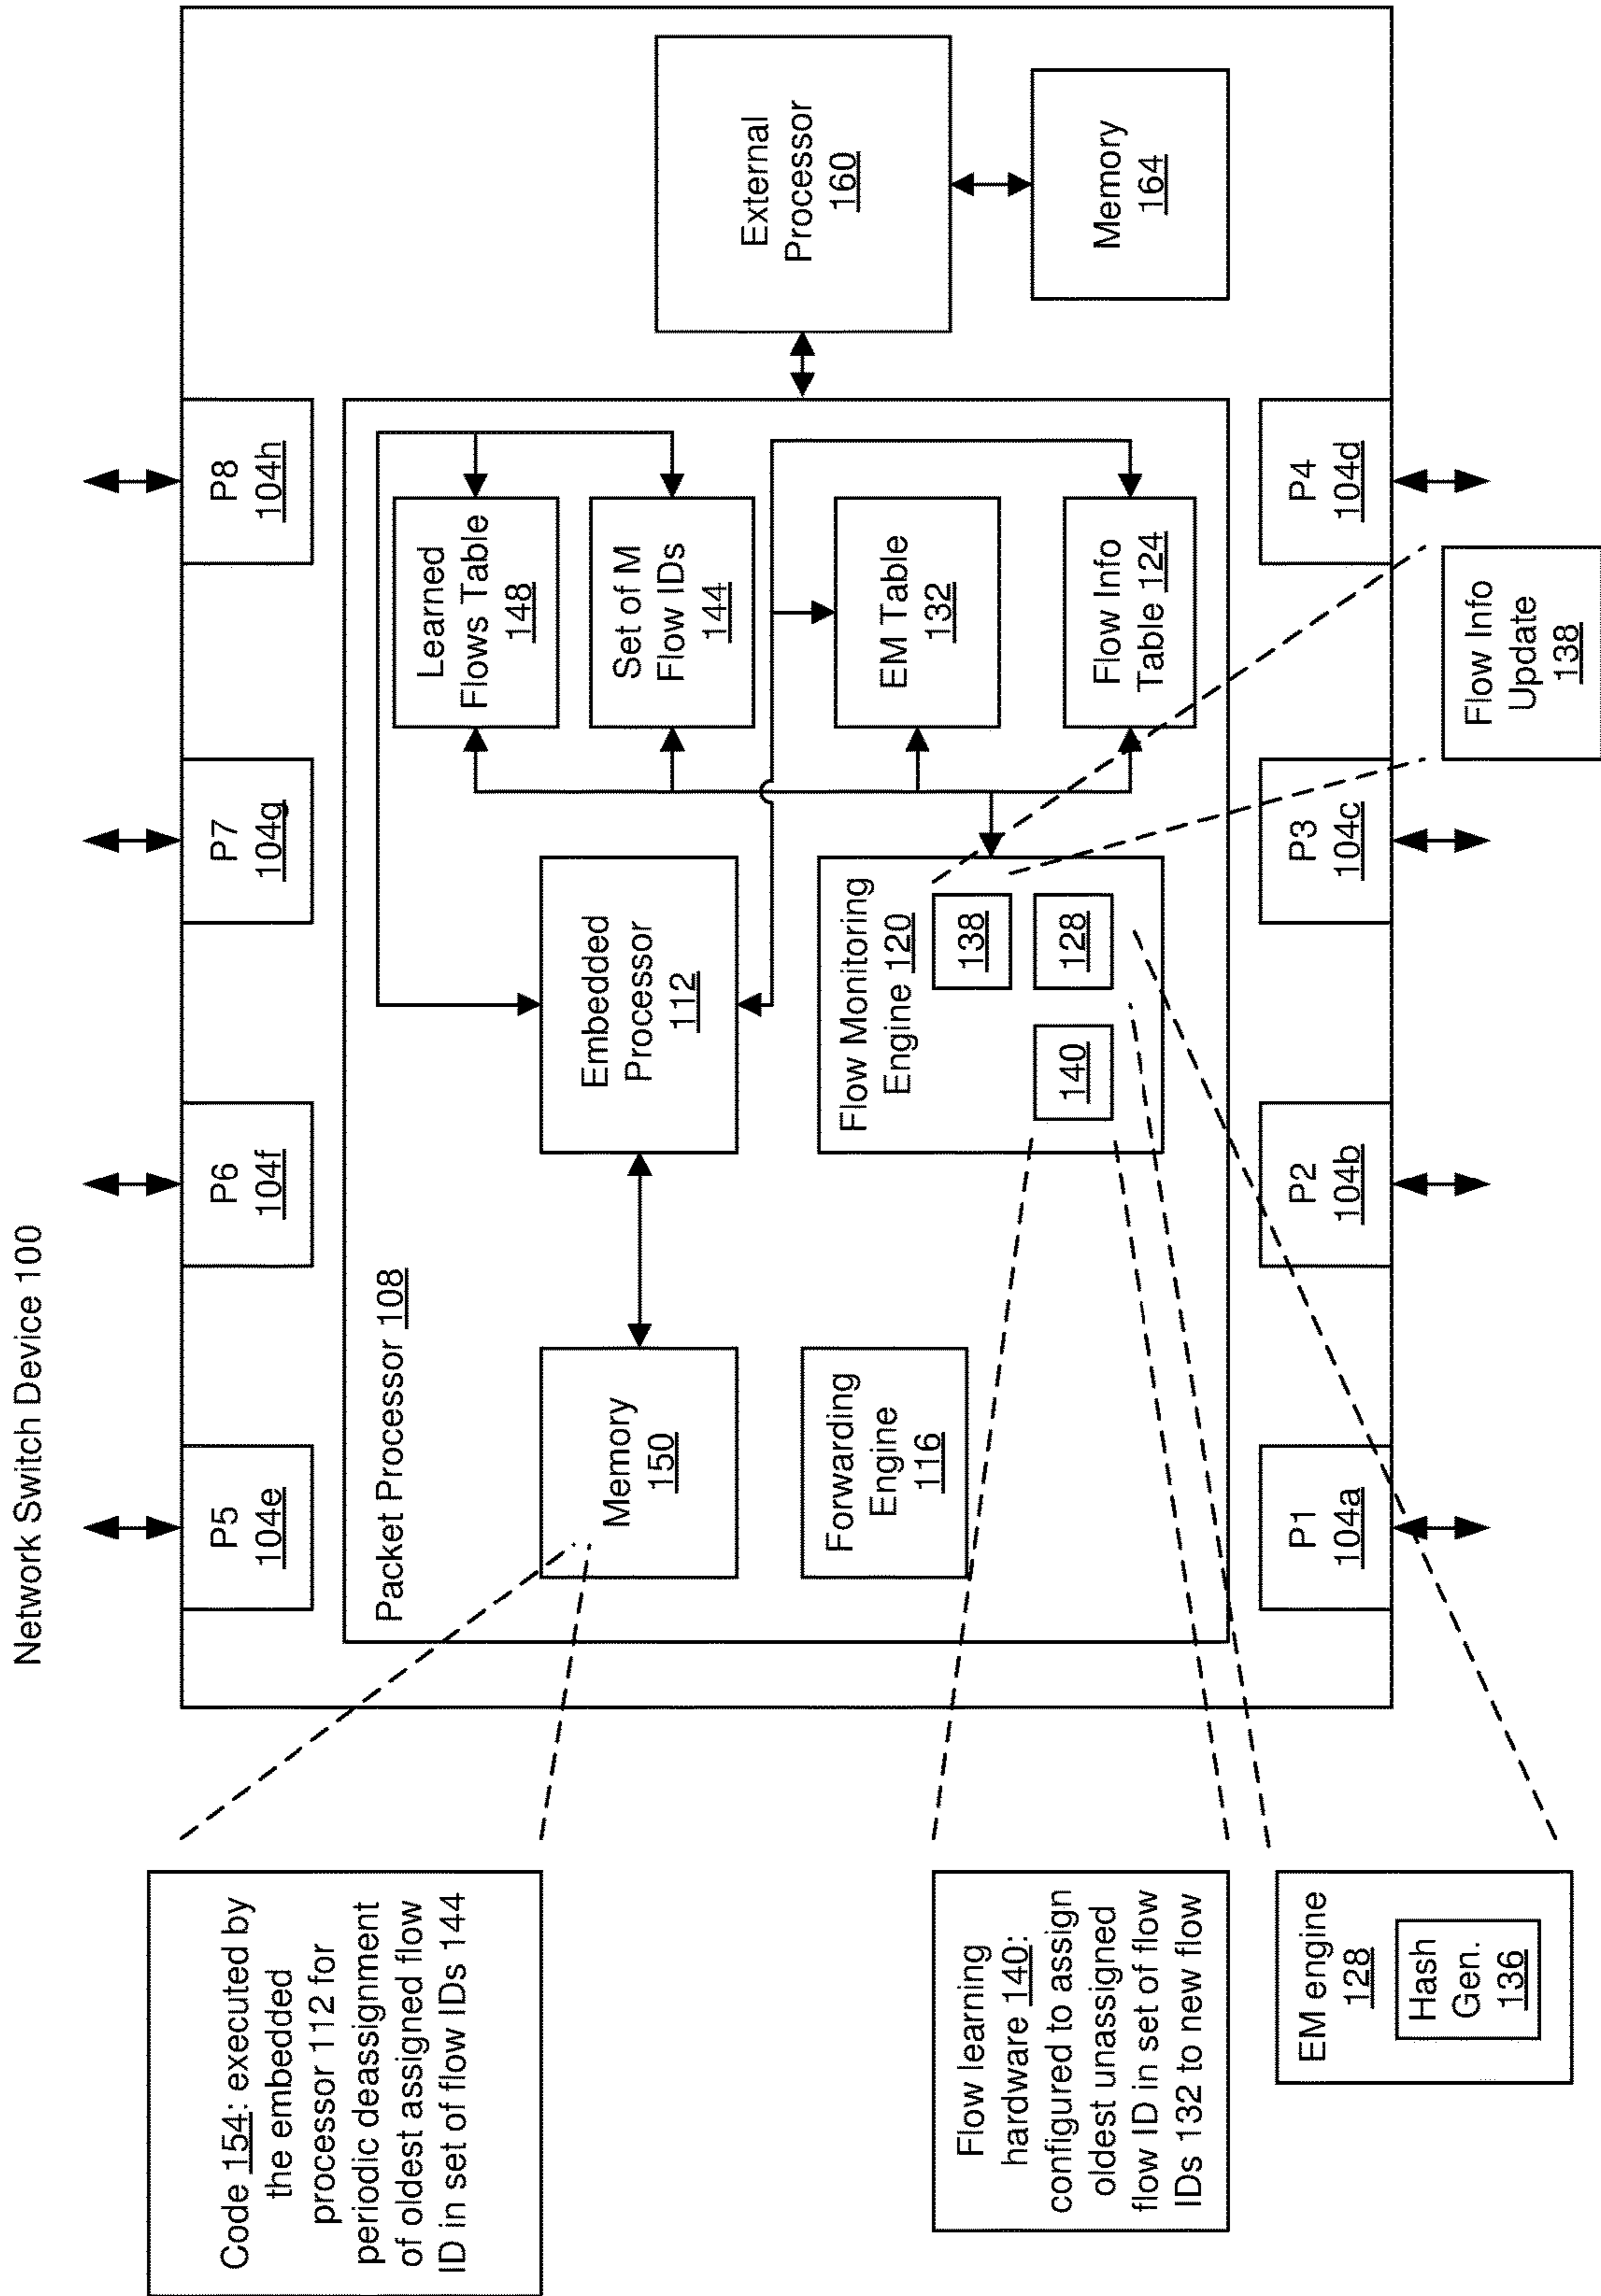 Network Switch Device 100
P5
104e
P6
104f
P7
104g
P8
104h
Packet Processor 108
Memory
150
Embedded
Processor
112
Learned
Flows Table
148
Set of M
Flow IDs
144
EM Table
132
Flow Info
Table 124
Forwarding
Engine
116
Flow Monitoring
Engine 120
138
128
140
External
Processor
160
Memory
164
P1
104a
P2
104b
P3
104c
P4
104d
Code 154: executed by
the embedded
processor 112 for
periodic deassignment
of oldest assigned flow
ID in set of flow IDs 144
Flow learning
hardware 140:
configured to assign
oldest unassigned
flow ID in set of flow
IDs 132 to new flow
EM engine
128
Hash
Gen.
136
Flow Info
Update
138